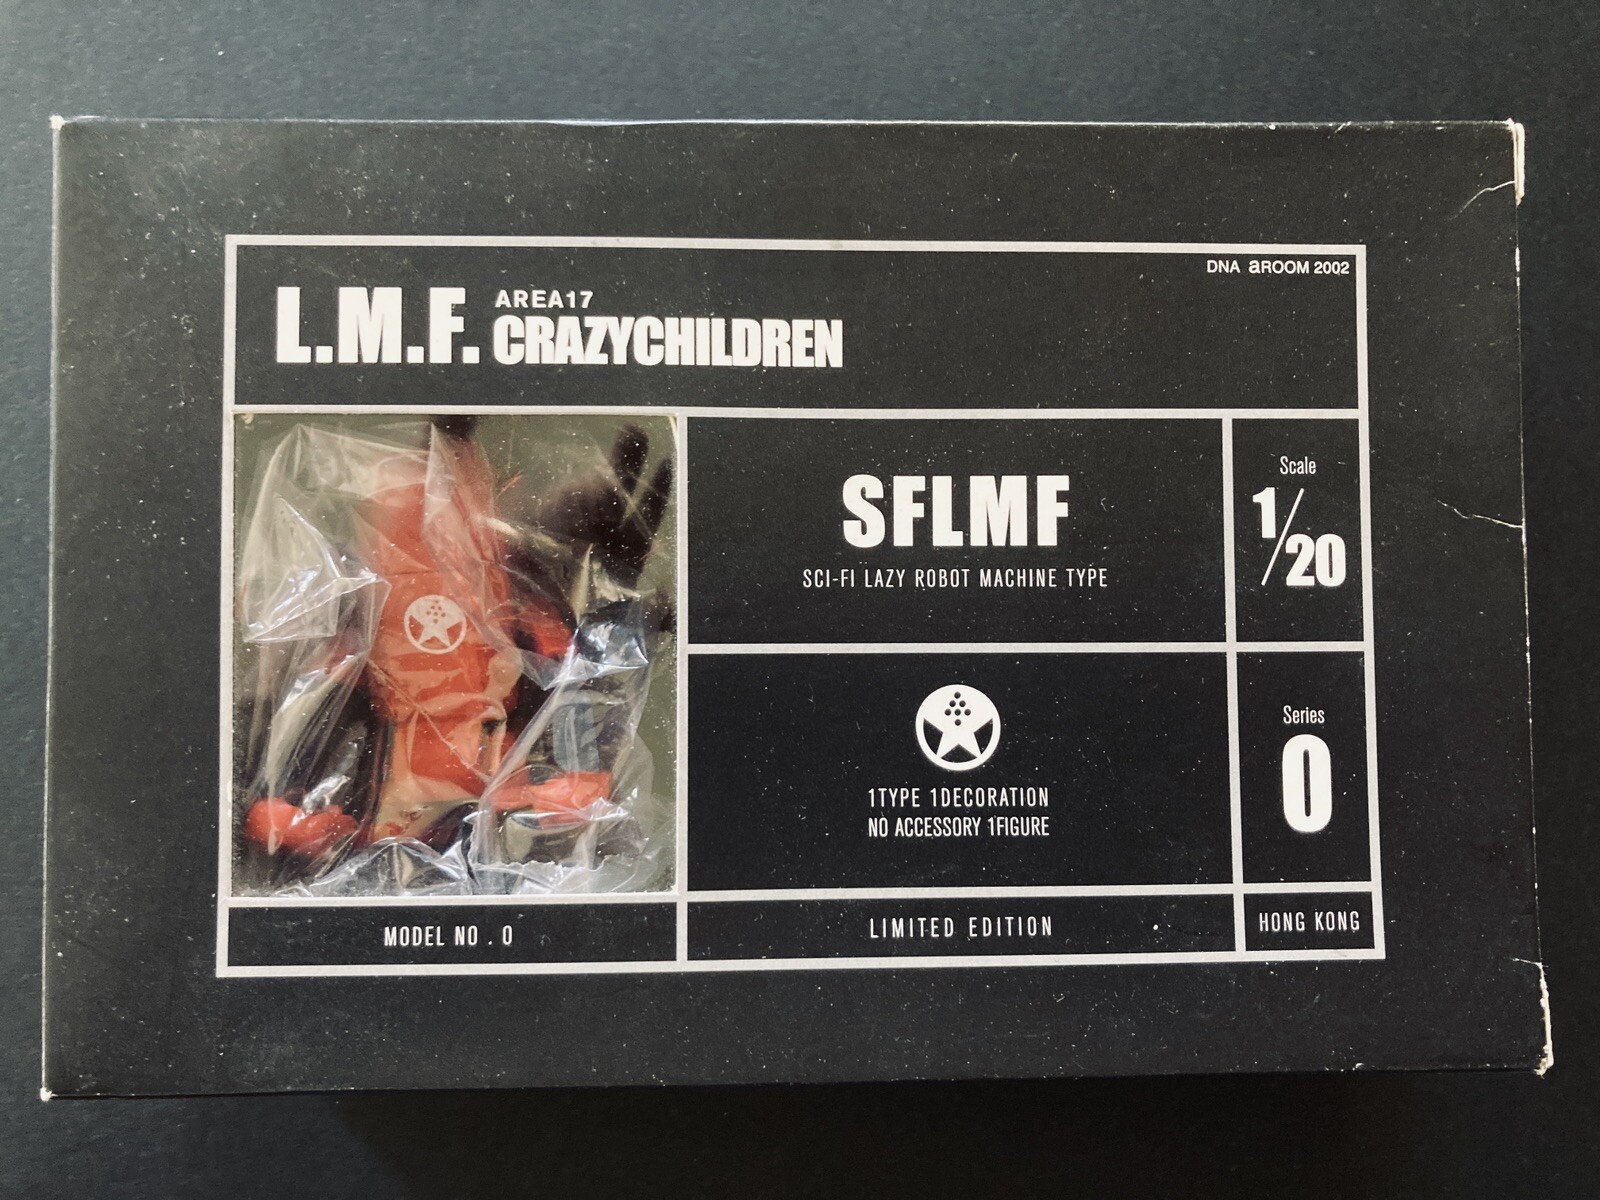 DNA aROOM 2002
L.M.F. AREA17
CRAZYCHILDREN
SFLMF
SCI-FI LAZY ROBOT MACHINE TYPE
Scale
1/20
1TYPE 1DECORATION
NO ACCESSORY 1FIGURE
Series
0
MODEL NO . 0
LIMITED EDITION
HONG KONG